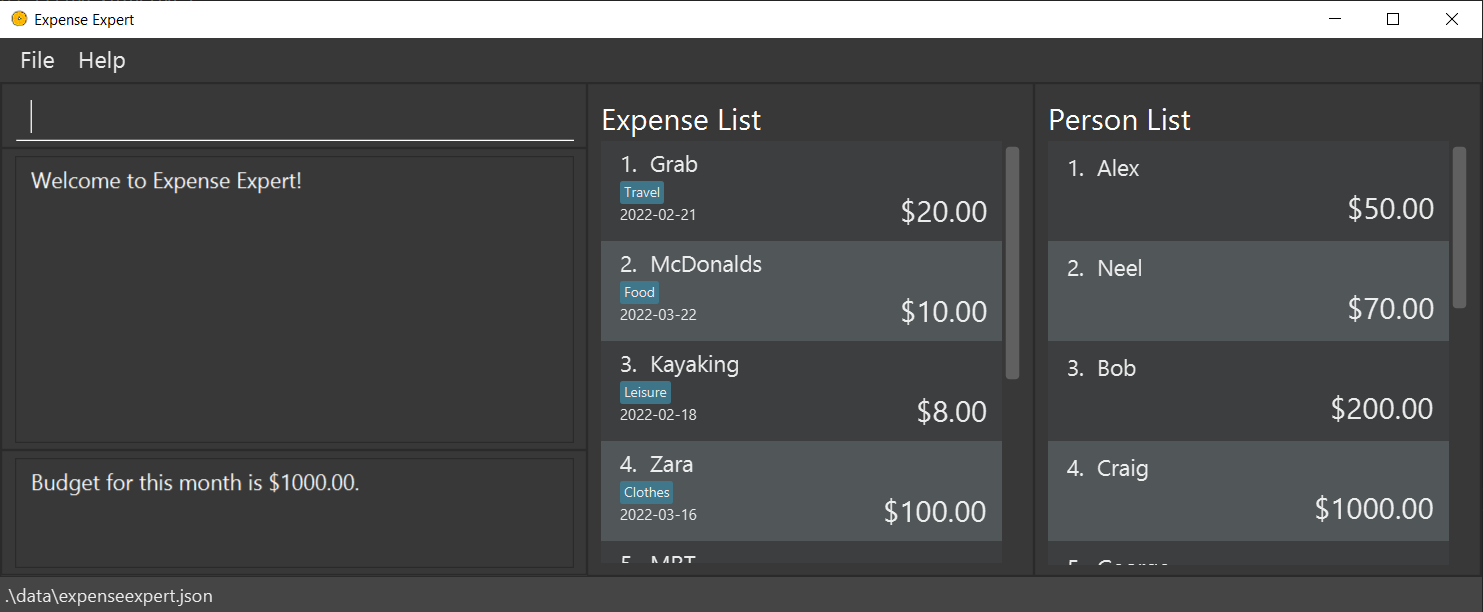 Expense Expert
File Help
Welcome to Expense Expert!
Budget for this month is $1000.00.
Expense List
1. Grab
Travel
2022-02-21
$20.00
2. McDonalds
Food
2022-03-22
$10.00
3. Kayaking
Leisure
2022-02-18
$8.00
4. Zara
Clothes
2022-03-16
$100.00
5. MRT
Person List
1. Alex
$50.00
2. Neel
$70.00
3. Bob
$200.00
4. Craig
$1000.00
5. George
.\data\expenseexpert.json